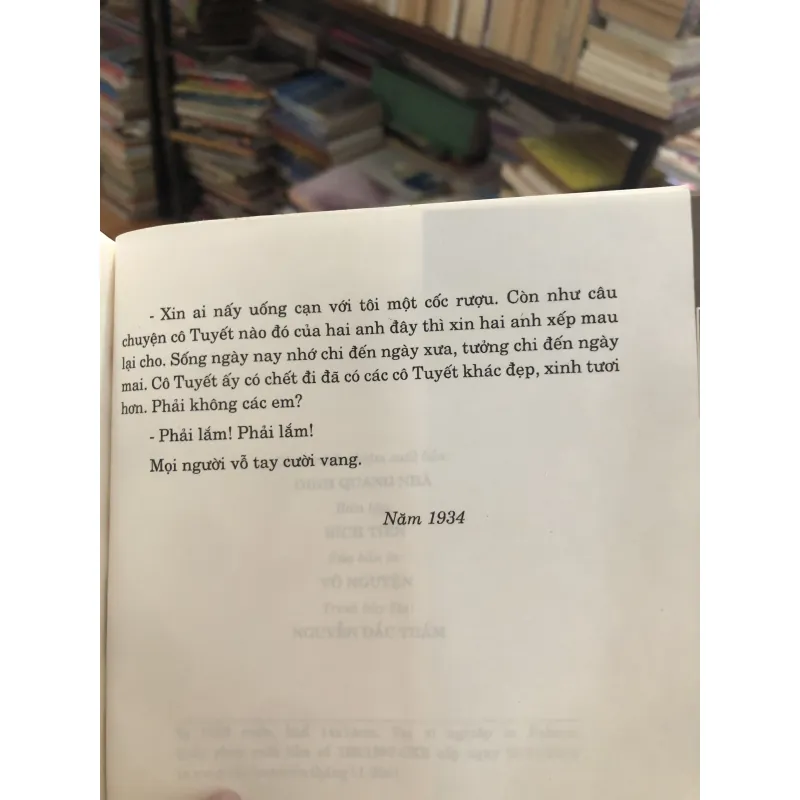 - Xin ai nấy uống cạn với tôi một cốc rượu. Còn như câu
chuyện cô Tuyết nào đó của hai anh đây thì xin hai anh xếp mau
lại cho. Sống ngày nay nhớ chi đến ngày xưa, tưởng chi đến ngày
mai. Cô Tuyết ấy có chết đi đã có các cô Tuyết khác đẹp, xinh tươi
hơn. Phải không các em?
- Phải lắm! Phải lắm!
Mọi người vỗ tay cười vang.
Năm 1934